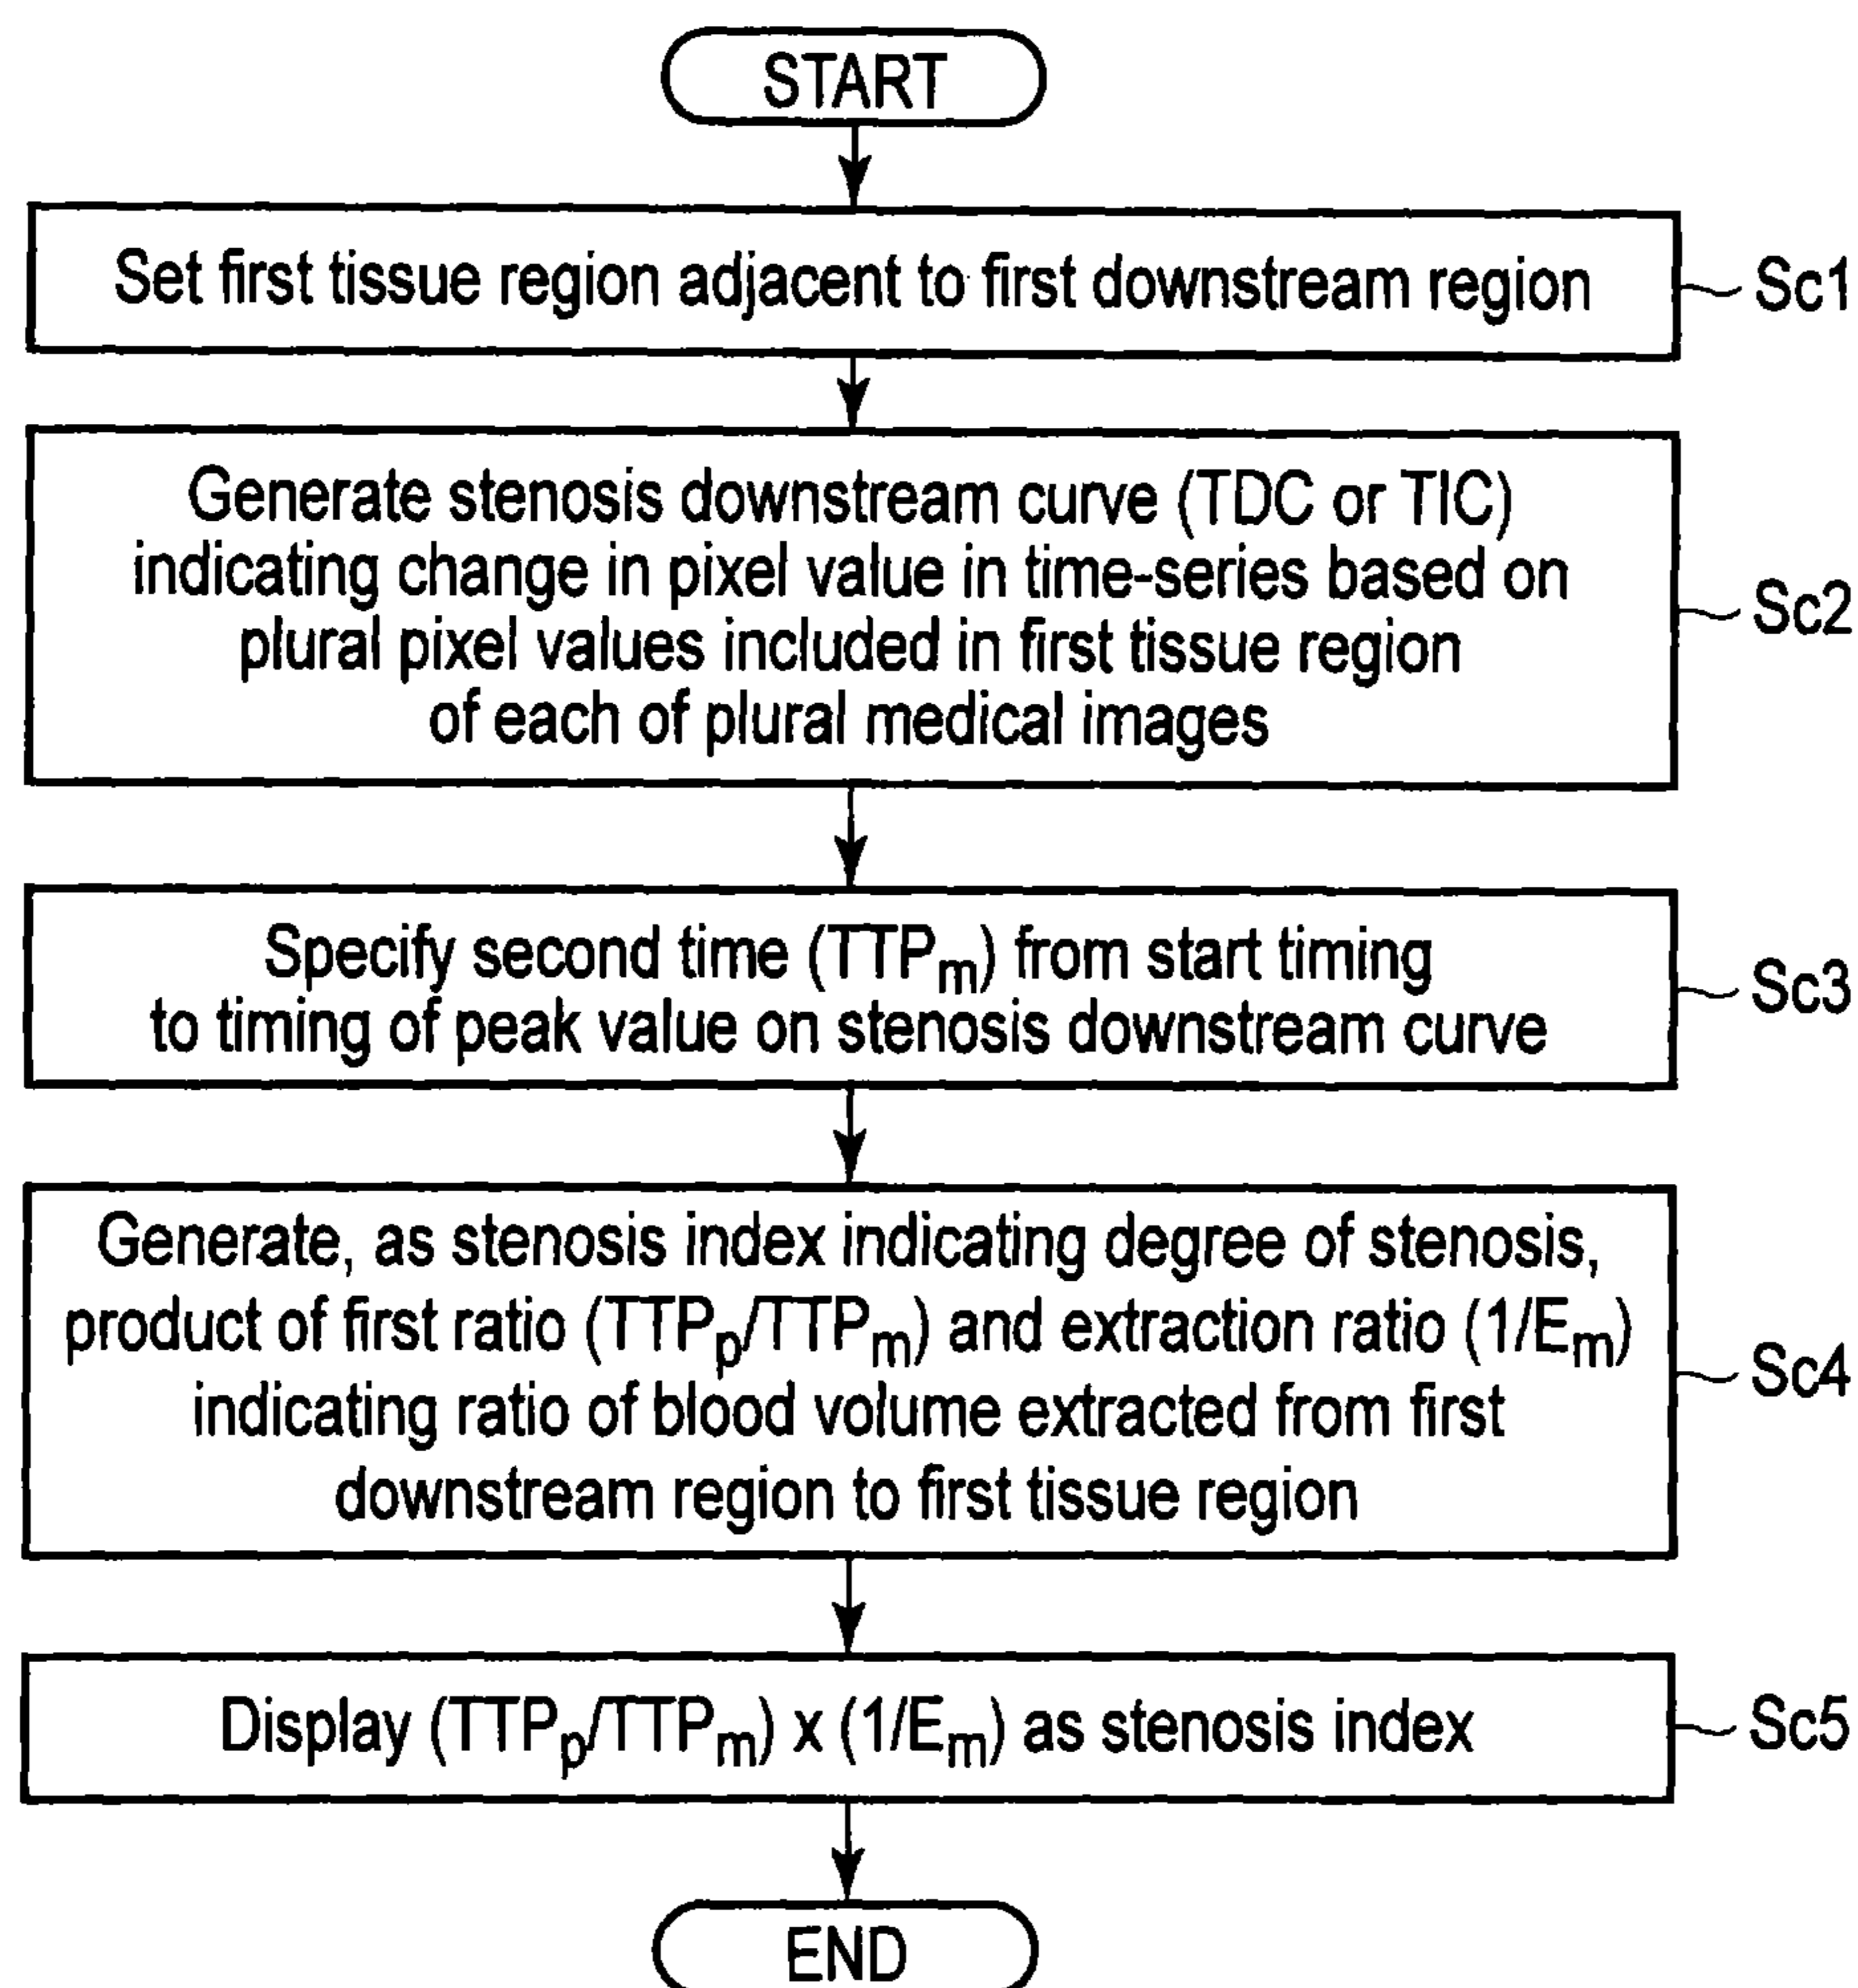 START
Set first tissue region adjacent to first downstream region
Sc1
Generate stenosis downstream curve (TDC or TIC)
indicating change in pixel value in time-series based on
plural pixel values included in first tissue region
of each of plural medical images
Sc2
Specify second time (TTPm) from start timing
to timing of peak value on stenosis downstream curve
Sc3
Generate, as stenosis index indicating degree of stenosis,
product of first ratio (TTPp/TTPm) and extraction ratio (1/Em)
indicating ratio of blood volume extracted from first
downstream region to first tissue region
Sc4
Display (TTPp/TTPm) x (1/Em) as stenosis index
Sc5
END